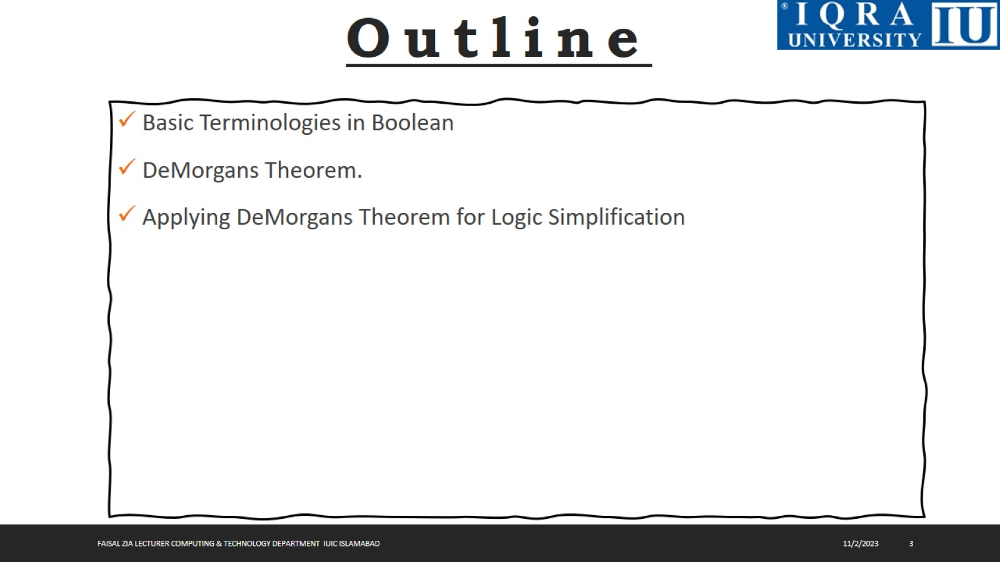 Outline
® IQRA
UNIVERSITY IU
✓ Basic Terminologies in Boolean
✓ DeMorgans Theorem.
✓ Applying DeMorgans Theorem for Logic Simplification
FAISAL ZIA LECTURER COMPUTING & TECHNOLOGY DEPARTMENT IUIC ISLAMABAD 11/2/2023 3